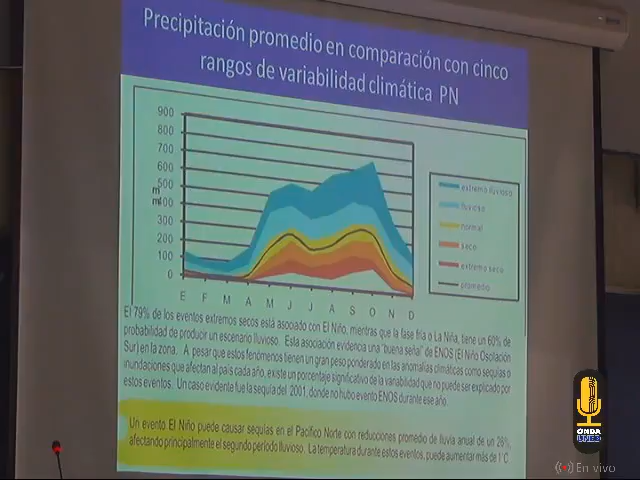 Precipitación promedio en comparación con cinco
rangos de variabilidad climática PN
900
800
700
600
500
400
300
200
100
0
E F M A M J J A S O N D
extremo lluvioso
lluvioso
normal
seco
extremo seco
promedio
El 79% de los eventos extremos secos está asociado con El Niño, mientras que la fase fría o La Niña, tiene un 60% de
probabilidad de producir un escenario lluvioso. Esta asociación evidencia una "buena señal" de ENOS (El Niño Osolación
Sur) en la zona. A pesar que estos fenómenos tienen un gran peso ponderado en las anomalías climáticas como sequías o
inundaciones que afectan al país cada año, existe un porcentaje significativo de la variabilidad que no puede ser explicado por
estos eventos. Un caso evidente fue la sequía del 2001, donde no hubo evento ENOS durante ese año.
Un evento El Niño puede causar sequías en el Pacífico Norte con reducciones promedio de lluvia anual de un 26%,
afectando principalmente el segundo período lluvioso. La temperatura durante estos eventos, puede aumentar más de 1°C
ONDA
UNED
En vivo